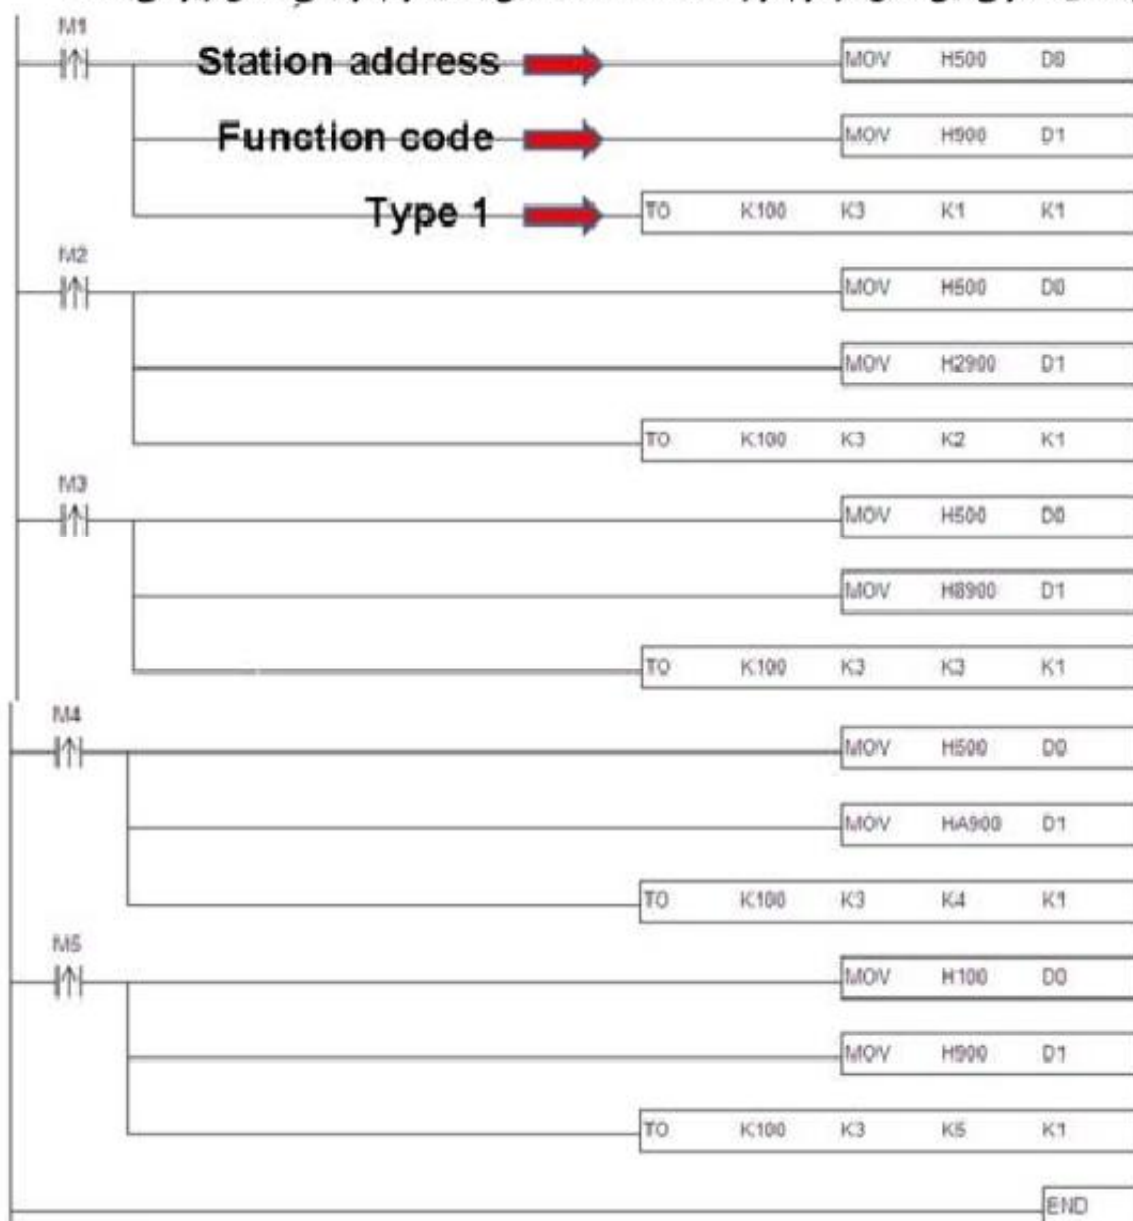 M1
Station address MOV H500 D0
Function code MOV H900 D1
Type 1 TO K100 K3 K1 K1
M2
MOV H500 D0
MOV H2900 D1
TO K100 K3 K2 K1
M3
MOV H500 D0
MOV H8900 D1
TO K100 K3 K3 K1
M4
MOV H500 D0
MOV HA900 D1
TO K100 K3 K4 K1
M5
MOV H100 D0
MOV H900 D1
TO K100 K3 K5 K1
END